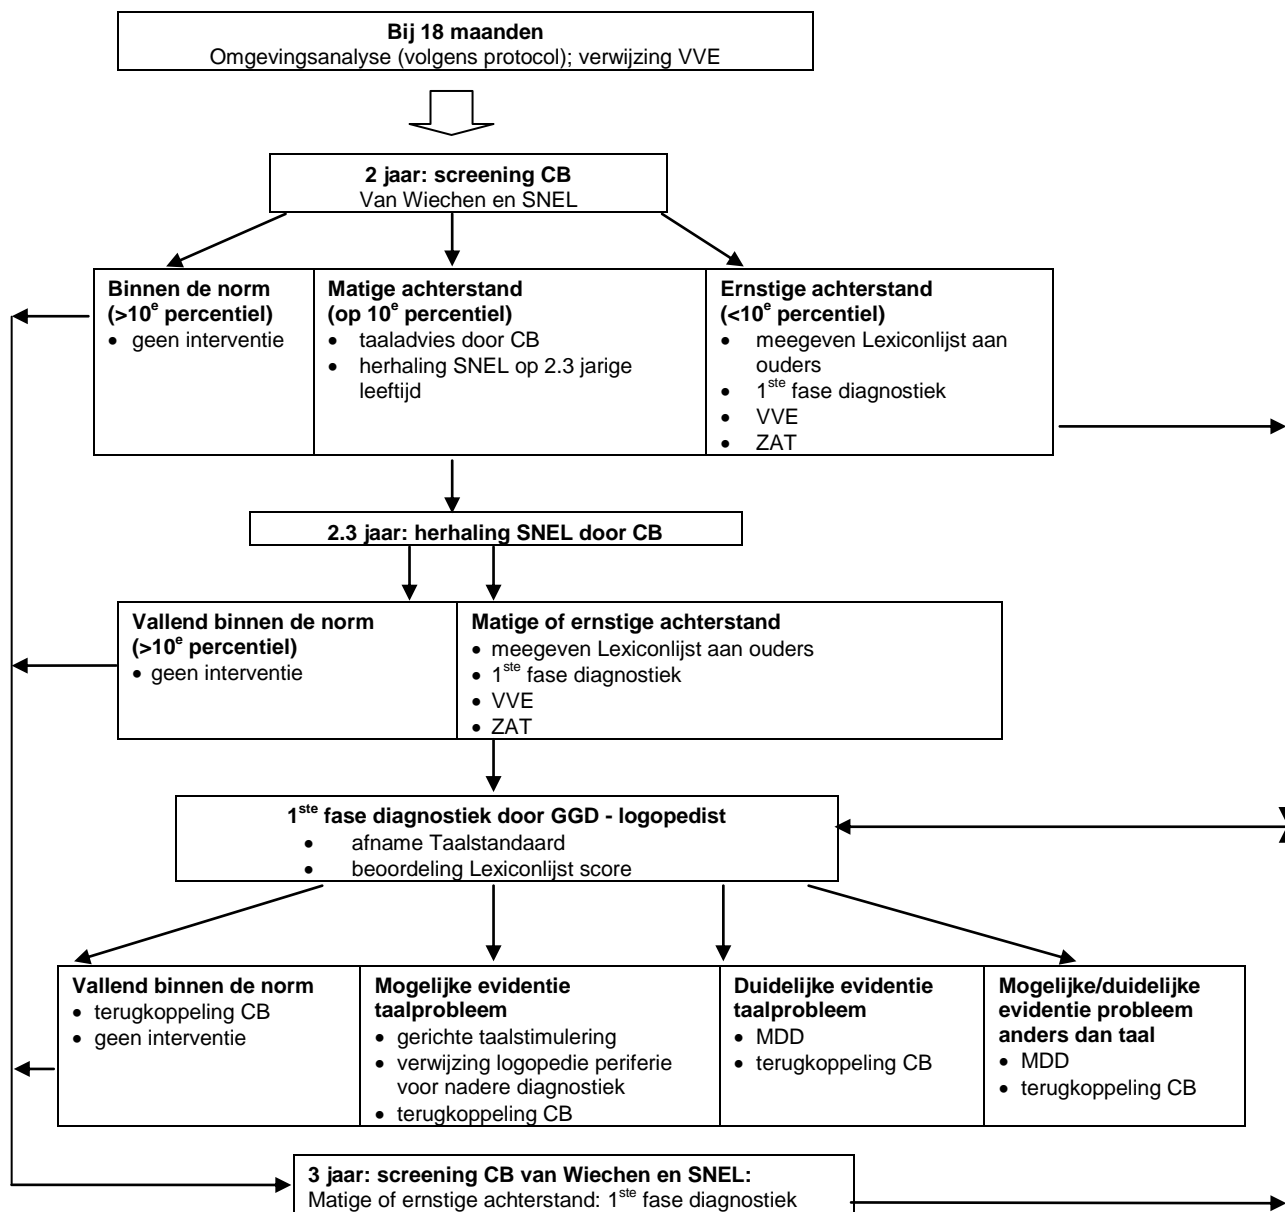 Bij 18 maanden
Omgevingsanalyse (volgens protocol); verwijzing VVE
2 jaar: screening CB
Van Wiechen en SNEL
Binnen de norm
(>10e percentiel)
• geen interventie
Matige achterstand
(op 10e percentiel)
• taaladvies door CB
• herhaling SNEL op 2.3 jarige
leeftijd
Ernstige achterstand
(<10e percentiel)
• meegeven Lexiconlijst aan
ouders
• 1ste fase diagnostiek
• VVE
• ZAT
2.3 jaar: herhaling SNEL door CB
Vallend binnen de norm
(>10e percentiel)
• geen interventie
Matige of ernstige achterstand
• meegeven Lexiconlijst aan ouders
• 1ste fase diagnostiek
• VVE
• ZAT
1ste fase diagnostiek door GGD - logopedist
• afname Taalstandaard
• beoordeling Lexiconlijst score
Vallend binnen de norm
• terugkoppeling CB
• geen interventie
Mogelijke evidentie
taalprobleem
• gerichte taalstimulering
• verwijzing logopedie periferie
voor nadere diagnostiek
• terugkoppeling CB
Duidelijke evidentie
taalprobleem
• MDD
• terugkoppeling CB
Mogelijke/duidelijke
evidentie probleem
anders dan taal
• MDD
• terugkoppeling CB
3 jaar: screening CB van Wiechen en SNEL:
Matige of ernstige achterstand: 1ste fase diagnostiek